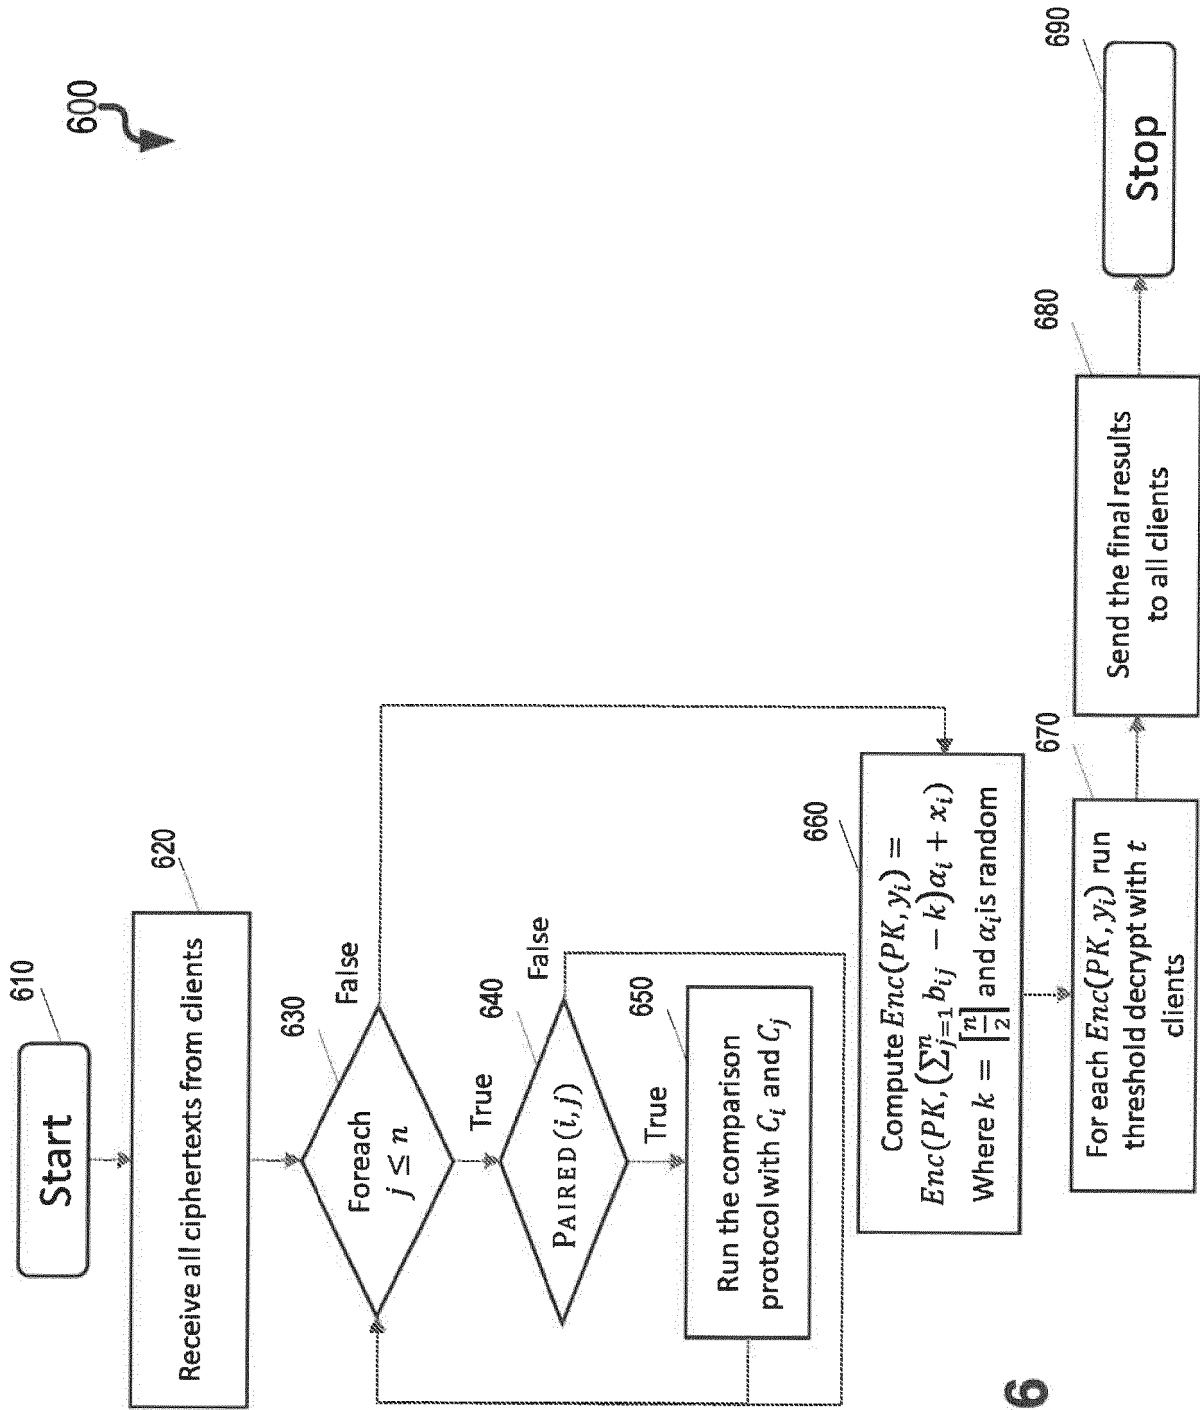 600
610
Start
620
Receive all ciphertexts from clients
630
Foreach
j ≤ n
False
True
640
PAIRED(i,j)
False
True
650
Run the comparison
protocol with C_i and C_j
660
Compute Enc(PK, y_i) =
Enc(PK, (∑_{j=1}^{n} b_{ij} − k)α_i + x_i)
Where k = ⌈n/2⌉ and α_i is random
670
For each Enc(PK, y_i) run
threshold decrypt with t
clients
680
Send the final results
to all clients
690
Stop
6